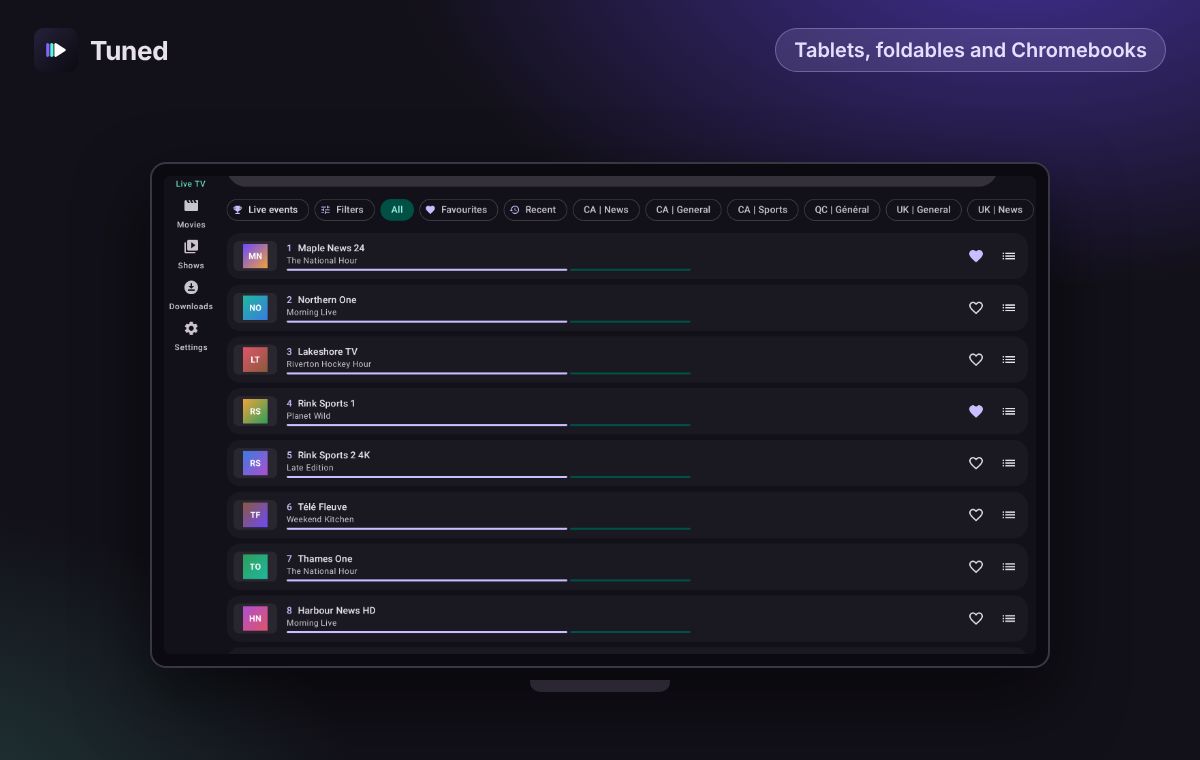 Tuned
Tablets, foldables and Chromebooks
Live TV
Movies
Shows
Downloads
Settings
Live events Filters All Favourites Recent CA | News CA | General CA | Sports QC | Général UK | General UK | News
MN
1 Maple News 24
The National Hour
NO
2 Northern One
Morning Live
LT
3 Lakeshore TV
Riverton Hockey Hour
RS
4 Rink Sports 1
Planet Wild
RS
5 Rink Sports 2 4K
Late Edition
TF
6 Télé Fleuve
Weekend Kitchen
TO
7 Thames One
The National Hour
HN
8 Harbour News HD
Morning Live